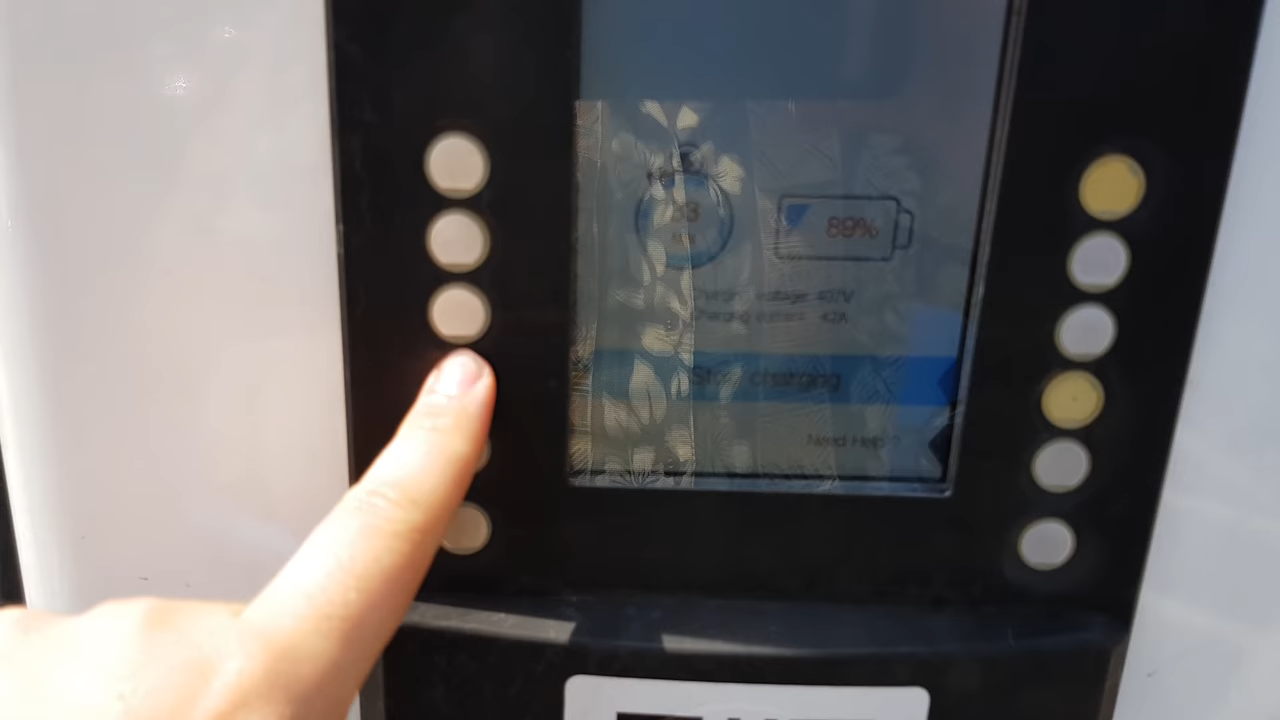 89%
Charging voltage: 407V
Charging current: 42A
Stop charging
Need Help?